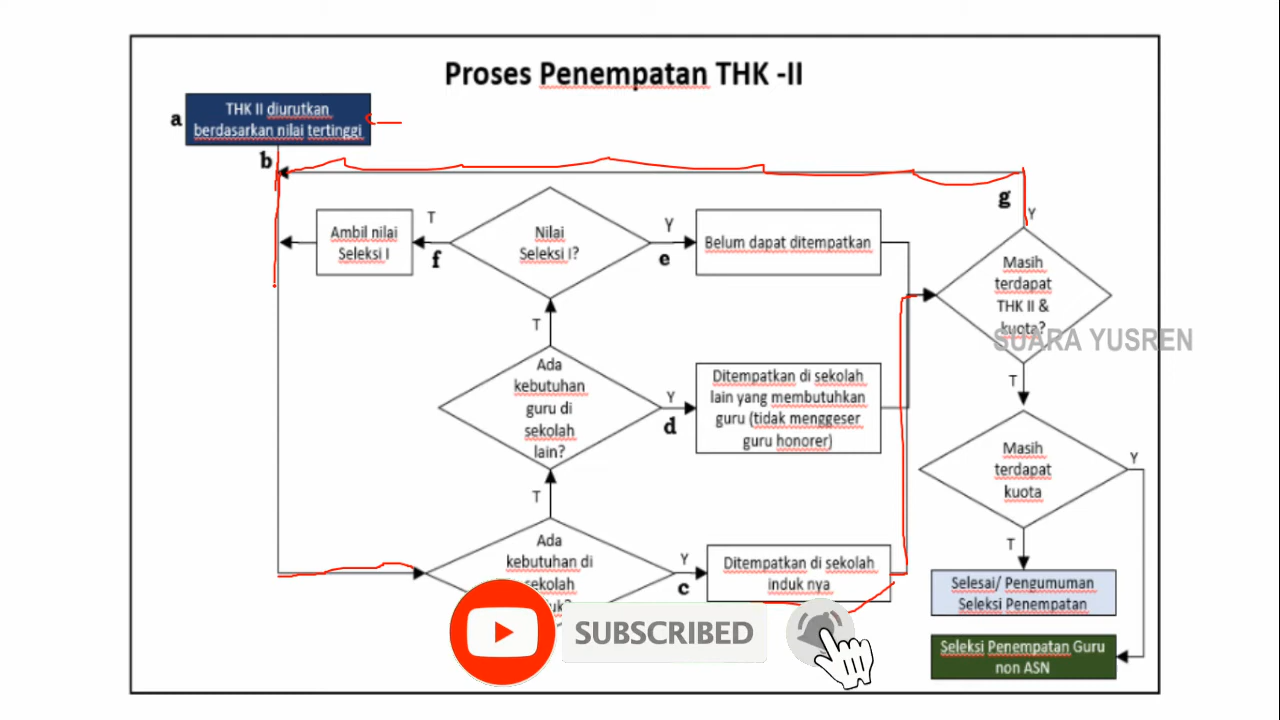 Proses Penempatan THK -II
a
THK II diurutkan
berdasarkan nilai tertinggi
b
g
Y
T
f
Ambil nilai
Seleksi I
Nilai
Seleksi I?
Y
e
Belum dapat ditempatkan
Masih
terdapat
THK II &
kuota?
SUARA YUSREN
T
T
Ada
kebutuhan
guru di
sekolah
lain?
Y
d
Ditempatkan di sekolah
lain yang membutuhkan
guru (tidak menggeser
guru honorer)
Masih
terdapat
kuota
Y
T
T
Ada
kebutuhan di
sekolah
Y
c
Ditempatkan di sekolah
induk nya
Selesai/ Pengumuman
Seleksi Penempatan
Seleksi Penempatan Guru
non ASN
SUBSCRIBED